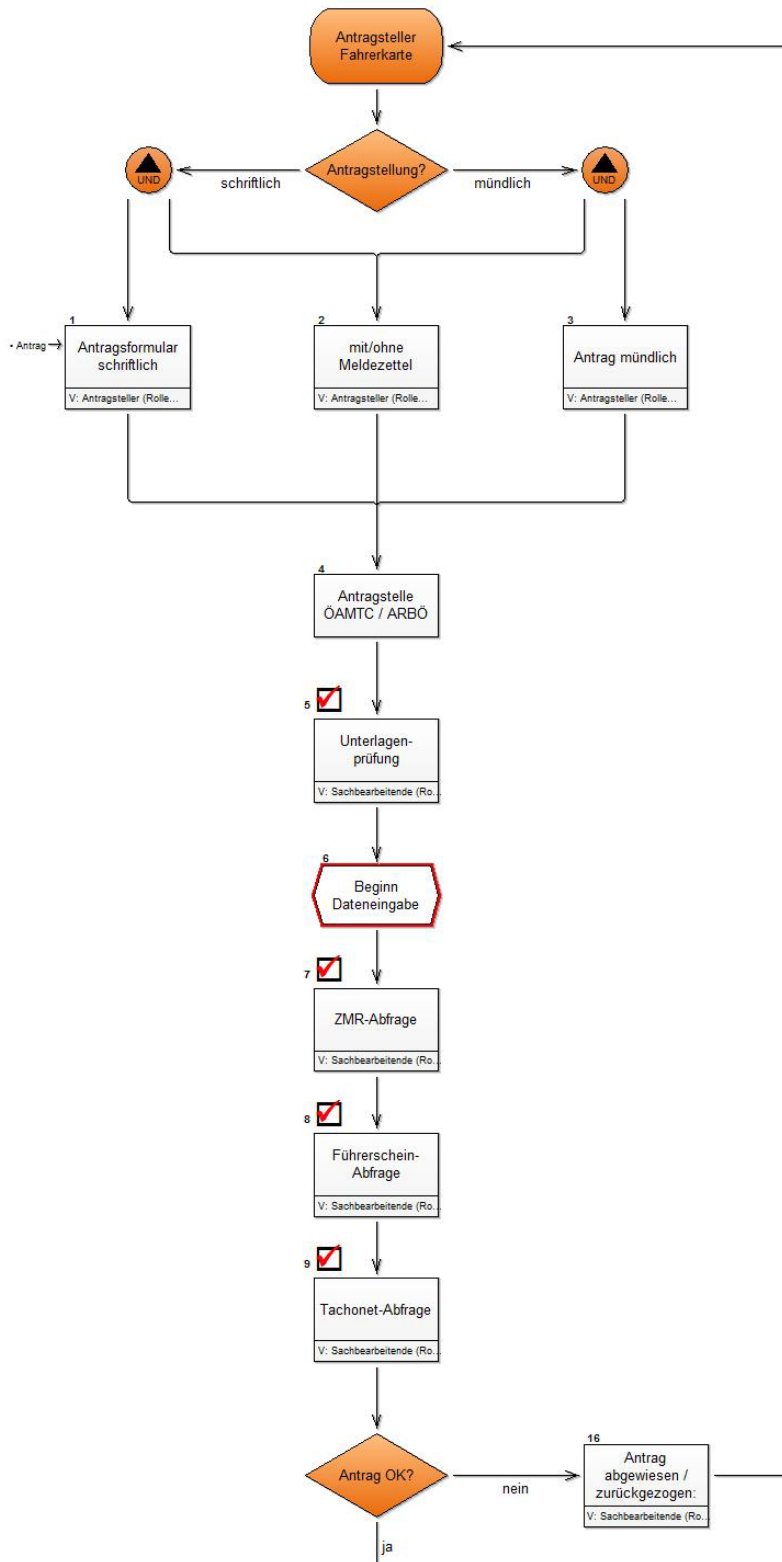 Antragsteller
Fahrerkarte
Antragstellung?
schriftlich
mündlich
UND
UND
1
Antragsformular
schriftlich
V: Antragsteller (Rolle...
• Antrag
2
mit/ohne
Meldezettel
V: Antragsteller (Rolle...
3
Antrag mündlich
V: Antragsteller (Rolle...
4
Antragstelle
ÖAMTC / ARBÖ
5
Unterlagen-
prüfung
V: Sachbearbeitende (Ro...
6
Beginn
Dateneingabe
7
ZMR-Abfrage
V: Sachbearbeitende (Ro...
8
Führerschein-
Abfrage
V: Sachbearbeitende (Ro...
9
Tachonet-Abfrage
V: Sachbearbeitende (Ro...
Antrag OK?
nein
ja
16
Antrag
abgewiesen /
zurückgezogen:
V: Sachbearbeitende (Ro...